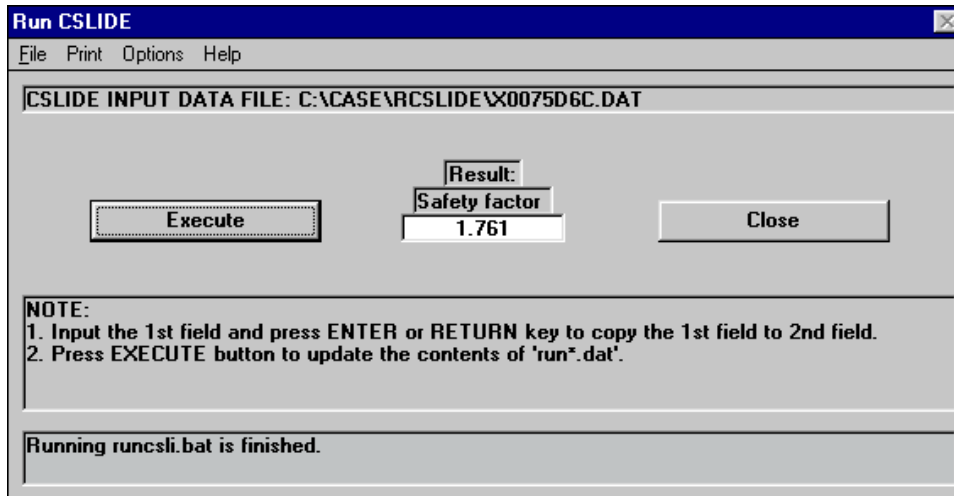 Run CSLIDE
File Print Options Help
CSLIDE INPUT DATA FILE: C:\CASE\RCSLIDE\X0075D6C.DAT
Result:
Safety factor
Execute
1.761
Close
NOTE:
1. Input the 1st field and press ENTER or RETURN key to copy the 1st field to 2nd field.
2. Press EXECUTE button to update the contents of 'run*.dat'.
Running runcsli.bat is finished.